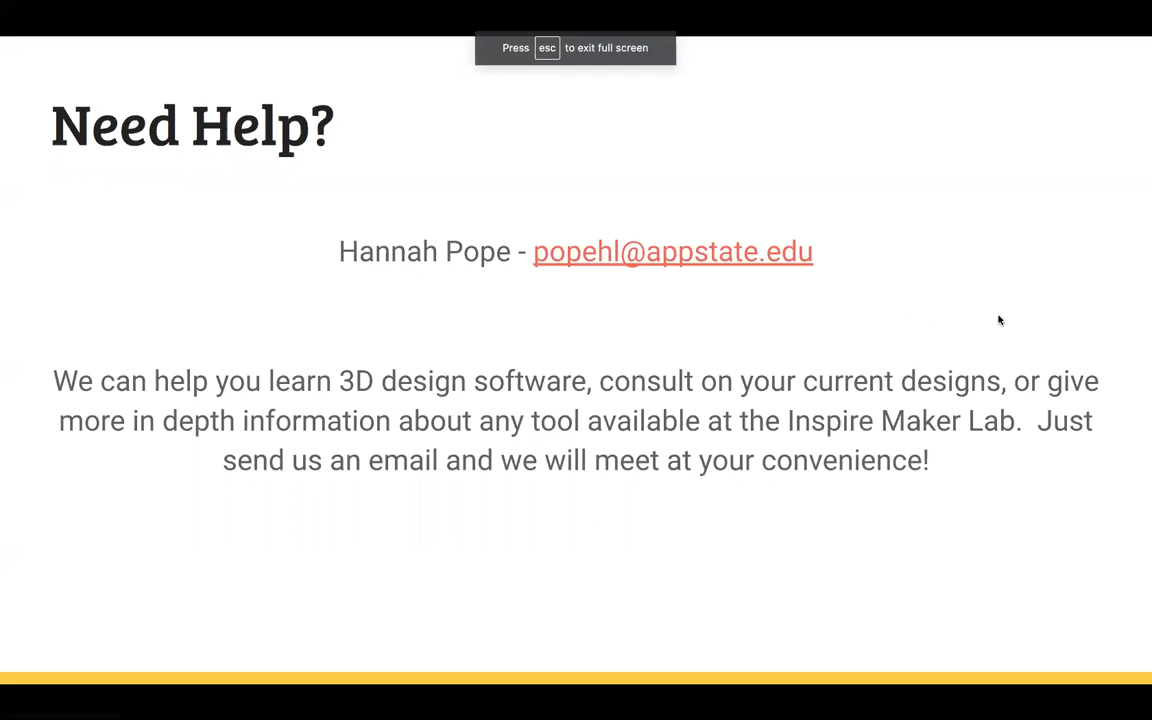 Press esc to exit full screen
Need Help?
Hannah Pope - popehl@appstate.edu
We can help you learn 3D design software, consult on your current designs, or give
more in depth information about any tool available at the Inspire Maker Lab.  Just
send us an email and we will meet at your convenience!